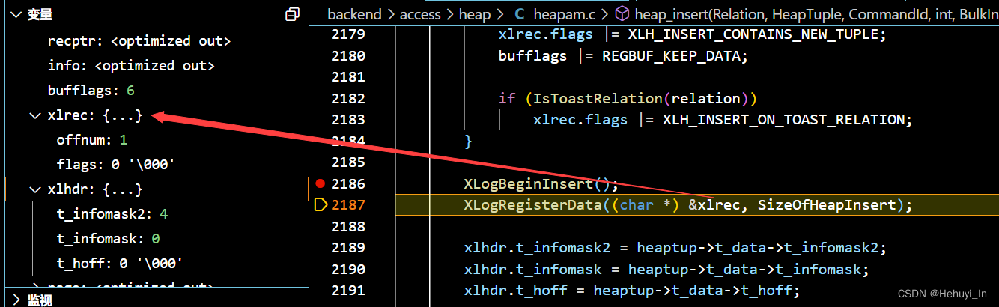 变量
recptr: <optimized out>
info: <optimized out>
bufflags: 6
xlrec: {...}
offnum: 1
flags: 0 '\000'
xlhdr: {...}
t_infomask2: 4
t_infomask: 0
t_hoff: 0 '\000'
监视
backend > access > heap > C heapam.c > heap_insert(Relation, HeapTuple, CommandId, int, BulkIn
2179 xlrec.flags |= XLH_INSERT_CONTAINS_NEW_TUPLE;
2180 bufflags |= REGBUF_KEEP_DATA;
2181
2182 if (IsToastRelation(relation))
2183 xlrec.flags |= XLH_INSERT_ON_TOAST_RELATION;
2184 }
2185
2186 XLogBeginInsert();
2187 XLogRegisterData((char *) &xlrec, SizeOfHeapInsert);
2188
2189 xlhdr.t_infomask2 = heaptup->t_data->t_infomask2;
2190 xlhdr.t_infomask = heaptup->t_data->t_infomask;
2191 xlhdr.t_hoff = heaptup->t_data->t_hoff;
CSDN @Hehuyi_In